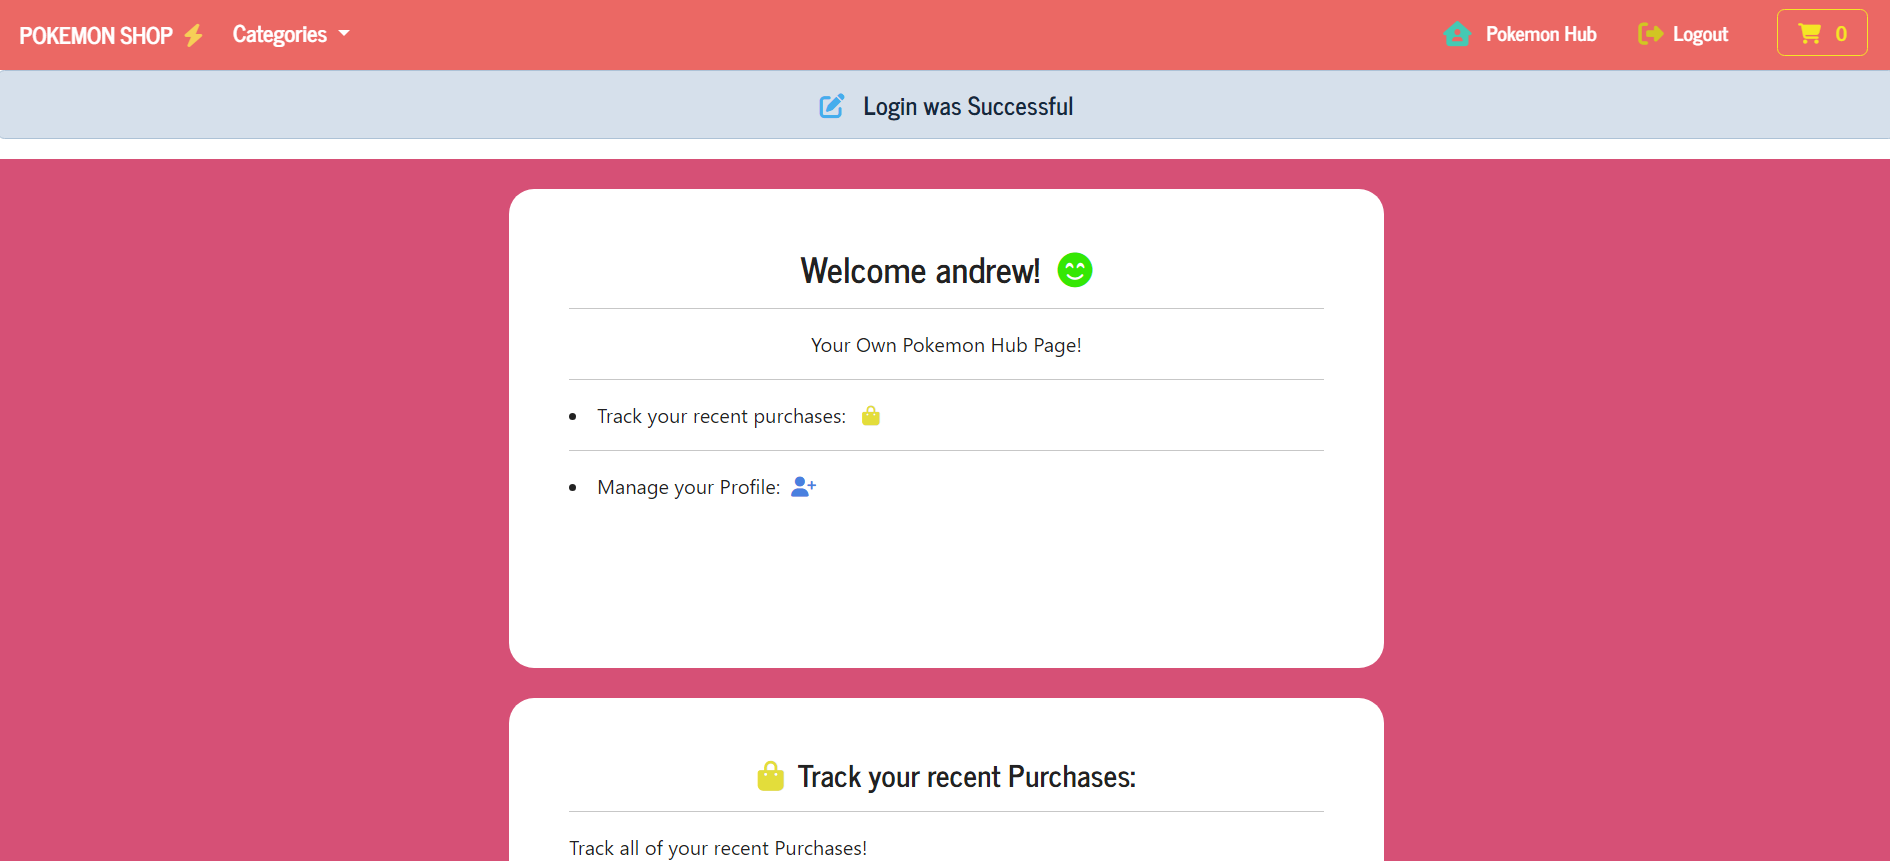 POKEMON SHOP Categories Pokemon Hub Logout 0
Login was Successful
Welcome andrew!
Your Own Pokemon Hub Page!
Track your recent purchases:
Manage your Profile:
Track your recent Purchases:
Track all of your recent Purchases!